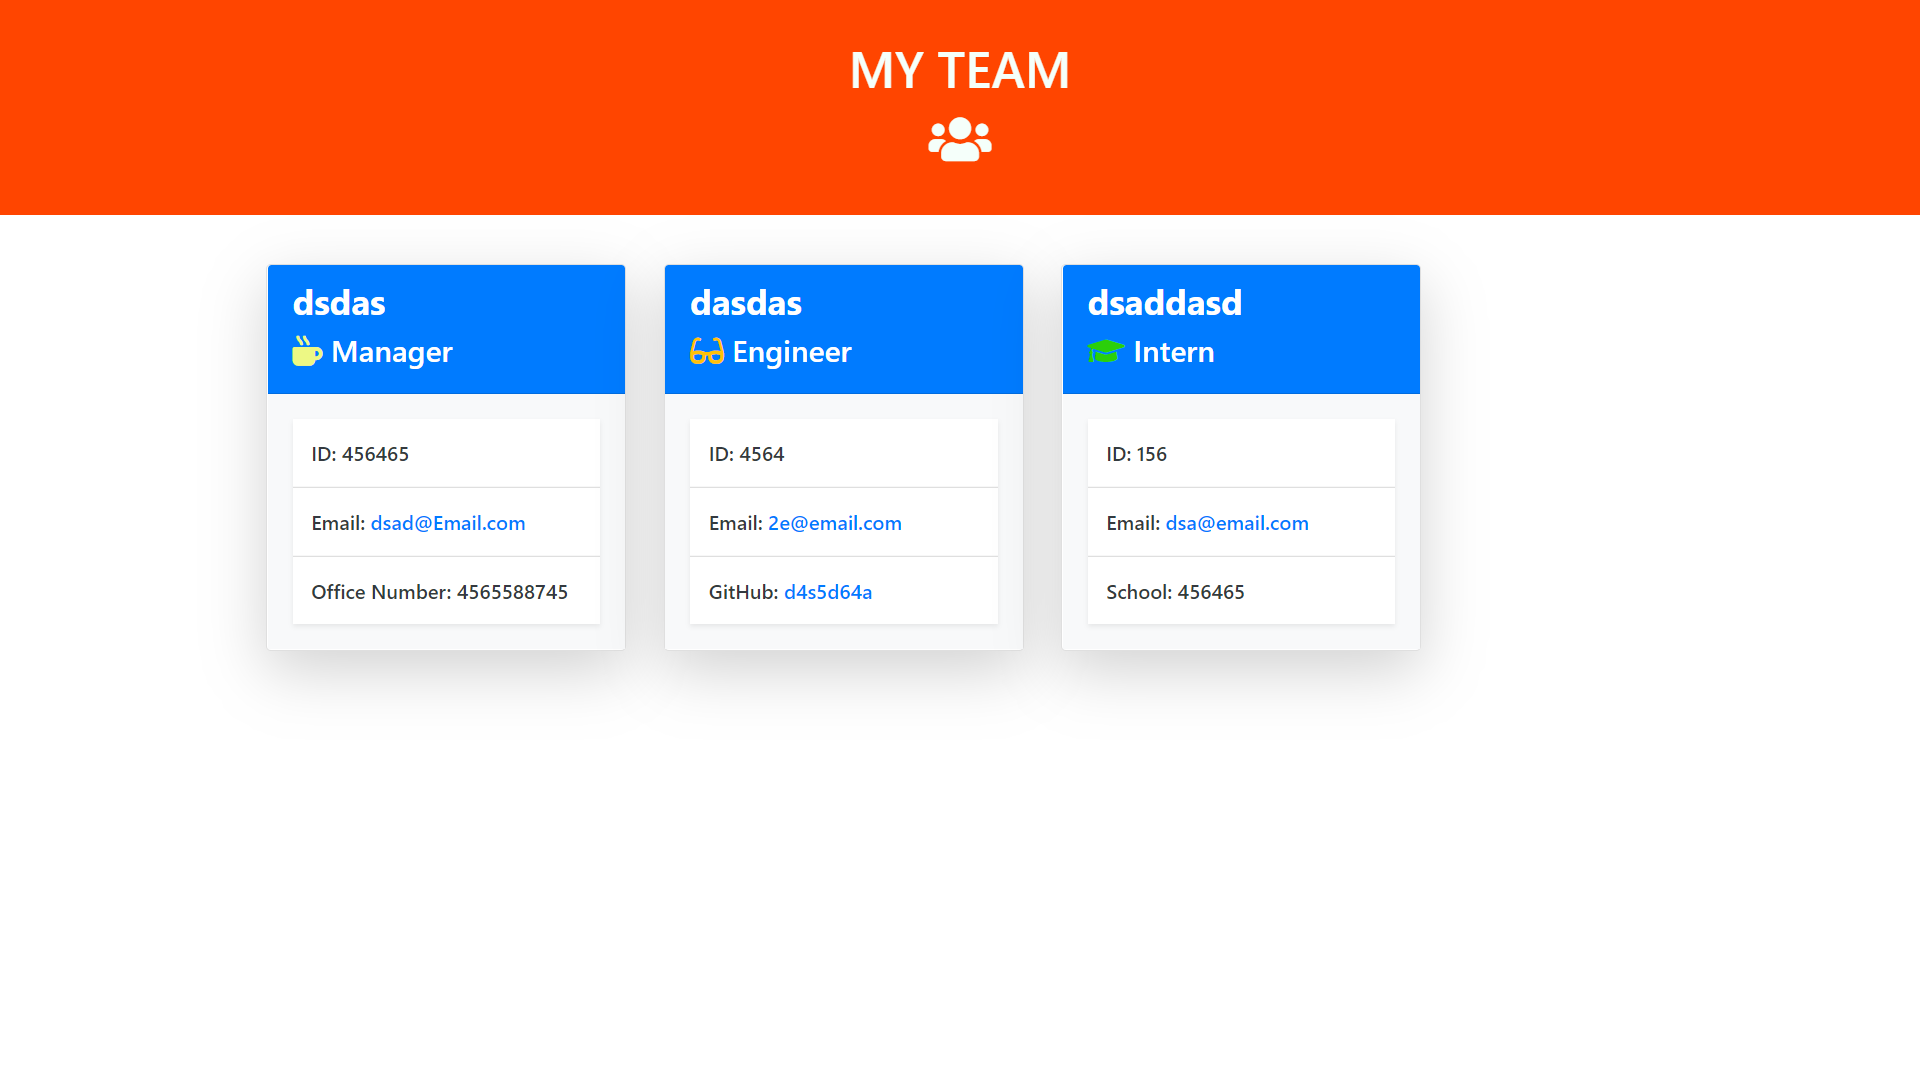 MY TEAM
dsdas
Manager
ID: 456465
Email: dsad@Email.com
Office Number: 4565588745
dasdas
Engineer
ID: 4564
Email: 2e@email.com
GitHub: d4s5d64a
dsaddasd
Intern
ID: 156
Email: dsa@email.com
School: 456465